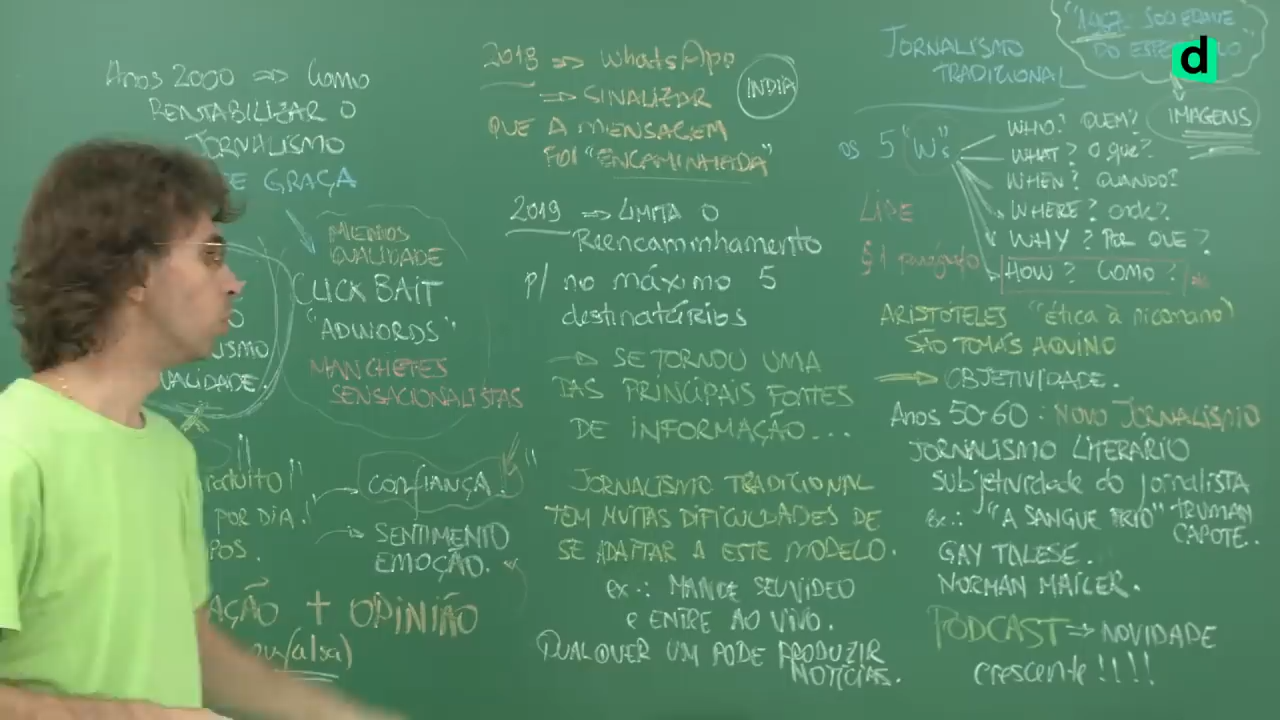 Anos 2000 => Como
RENTABILIZAR O
JORNALISMO
E GRAÇA
MENOS
QUALIDADE
CLICK BAIT
"ADWORDS"
MANCHETES
SENSACIONALISTAS
CONFIANÇA.
POR DIA.
SENTIMENTO
EMOÇÃO.
AÇÃO + OPINIÃO
2018 => WhatsApp
ÍNDIA
=> SINALIZAR
QUE A MENSAGEM
FOI "ENCAMINHADA"
2019 => LIMITA O
Reencaminhamento
p/ no máximo 5
destinatários
=> SE TORNOU UMA
DAS PRINCIPAIS FONTES
DE INFORMAÇÃO...
JORNALISMO TRADICIONAL
TEM MUITAS DIFICULDADES DE
SE ADAPTAR A ESTE MODELO.
ex.: MANDE SEU VÍDEO
E ENTRE AO VIVO.
QUALQUER UM PODE PRODUZIR
NOTÍCIAS.
JORNALISMO
TRADICIONAL
d
IMAGENS
OS 5 "W's"
WHO? QUEM?
WHAT? O que?
WHEN? QUANDO?
WHERE? Onde?
WHY? POR QUE?
HOW? COMO?
LIDE
§ 1 parágrafo
ARISTÓTELES "ética à nicomano)
SÃO TOMÁS AQUINO
=> OBJETIVIDADE.
Anos 50-60: NOVO JORNALISMO
JORNALISMO LITERÁRIO
Subjetividade do jornalista
ex.: "A SANGUE FRIO" TRUMAN
CAPOTE.
GAY TALESE.
NORMAN MAILER.
PODCAST => NOVIDADE
crescente!!!!